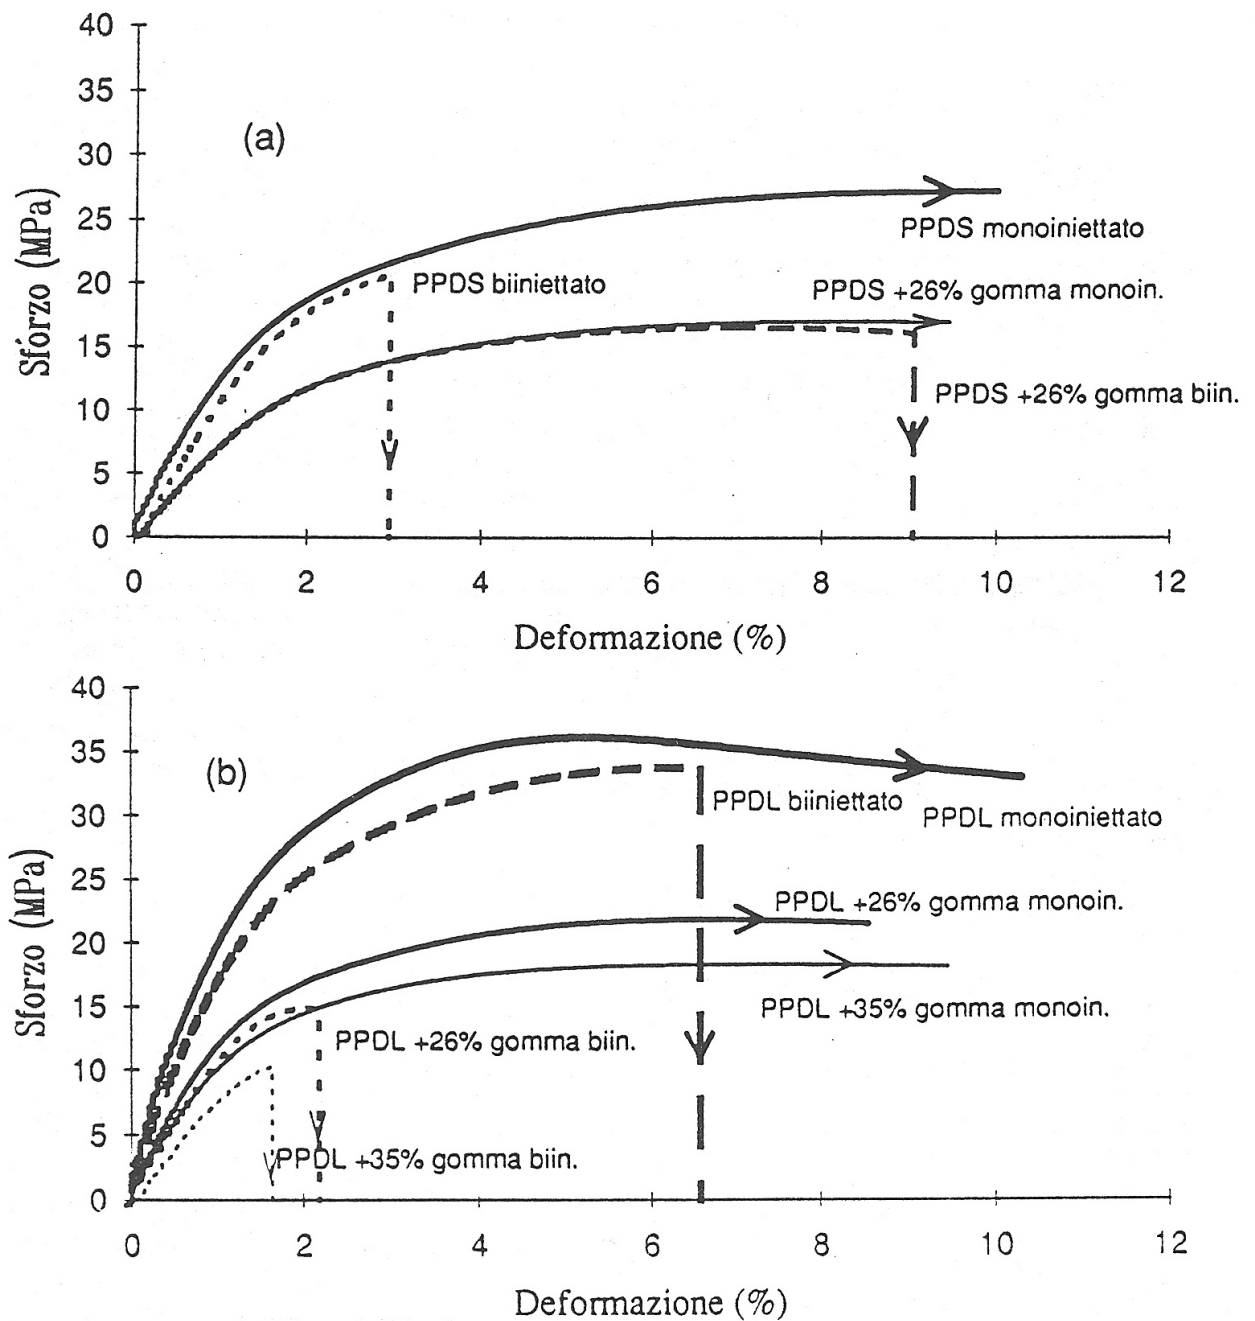 40
35
(a)
30
Sforzo (MPa)
25
PPDS monoiniettato
20
PPDS biiniettato
PPDS +26% gomma monoin.
15
PPDS +26% gomma biin.
10
5
0
0 2 4 6 8 10 12
Deformazione (%)
40
35
(b)
PPDL biiniettato
PPDL monoiniettato
30
Sforzo (MPa)
25
PPDL +26% gomma monoin.
20
PPDL +35% gomma monoin.
15
PPDL +26% gomma biin.
10
5
PPDL +35% gomma biin.
0
0 2 4 6 8 10 12
Deformazione (%)